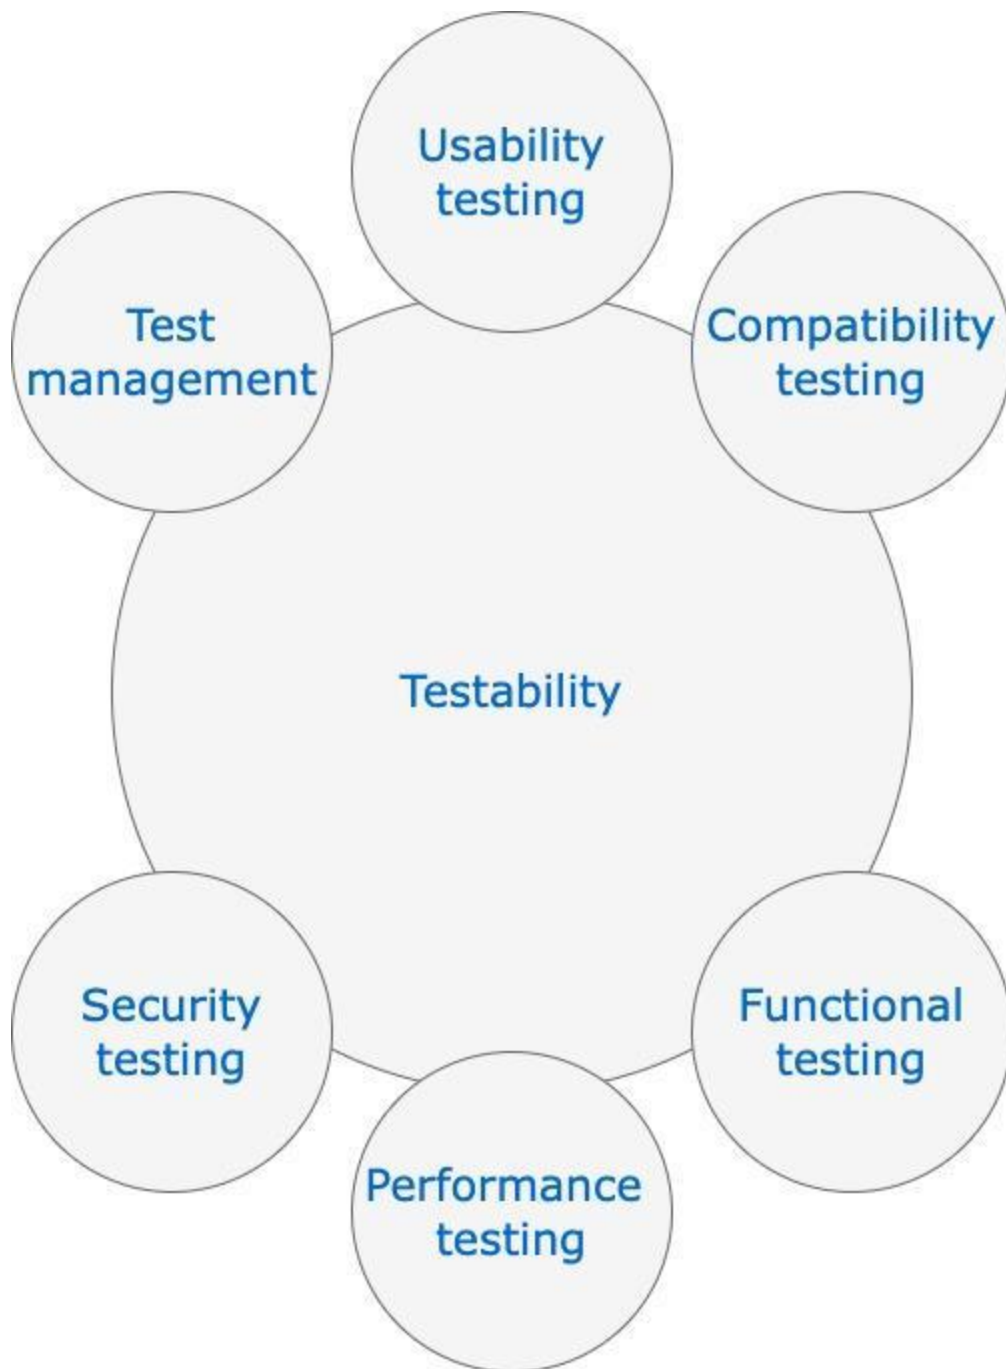 Usability
testing
Test
management
Compatibility
testing
Testability
Security
testing
Functional
testing
Performance
testing